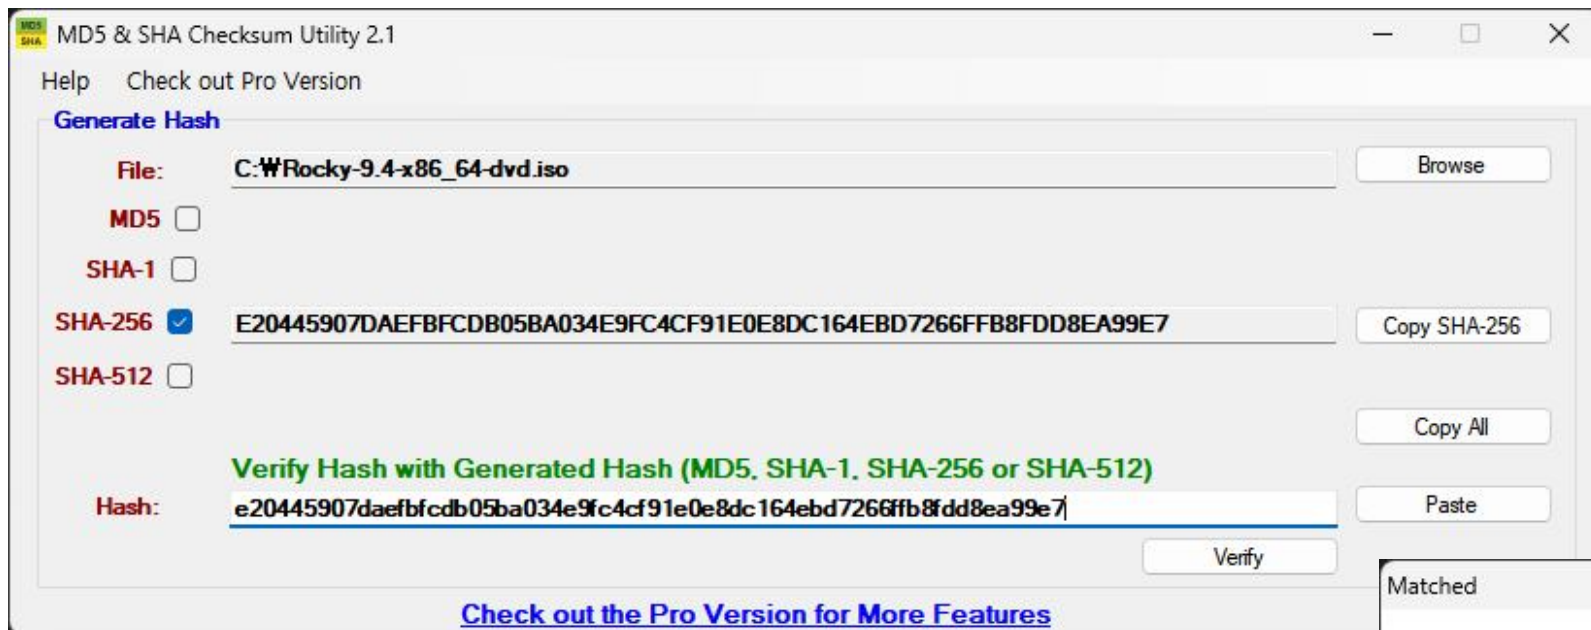 MD5 SHA MD5 & SHA Checksum Utility 2.1
Help Check out Pro Version
Generate Hash
File: C:₩Rocky-9.4-x86_64-dvd.iso Browse
MD5
SHA-1
SHA-256 E20445907DAEFBFCDB05BA034E9FC4CF91E0E8DC164EBD7266FFB8FDD8EA99E7 Copy SHA-256
SHA-512
Copy All
Verify Hash with Generated Hash (MD5, SHA-1, SHA-256 or SHA-512)
Hash: e20445907daefbfcdb05ba034e9fc4cf91e0e8dc164ebd7266ffb8fdd8ea99e7 Paste
Verify
Matched
Check out the Pro Version for More Features